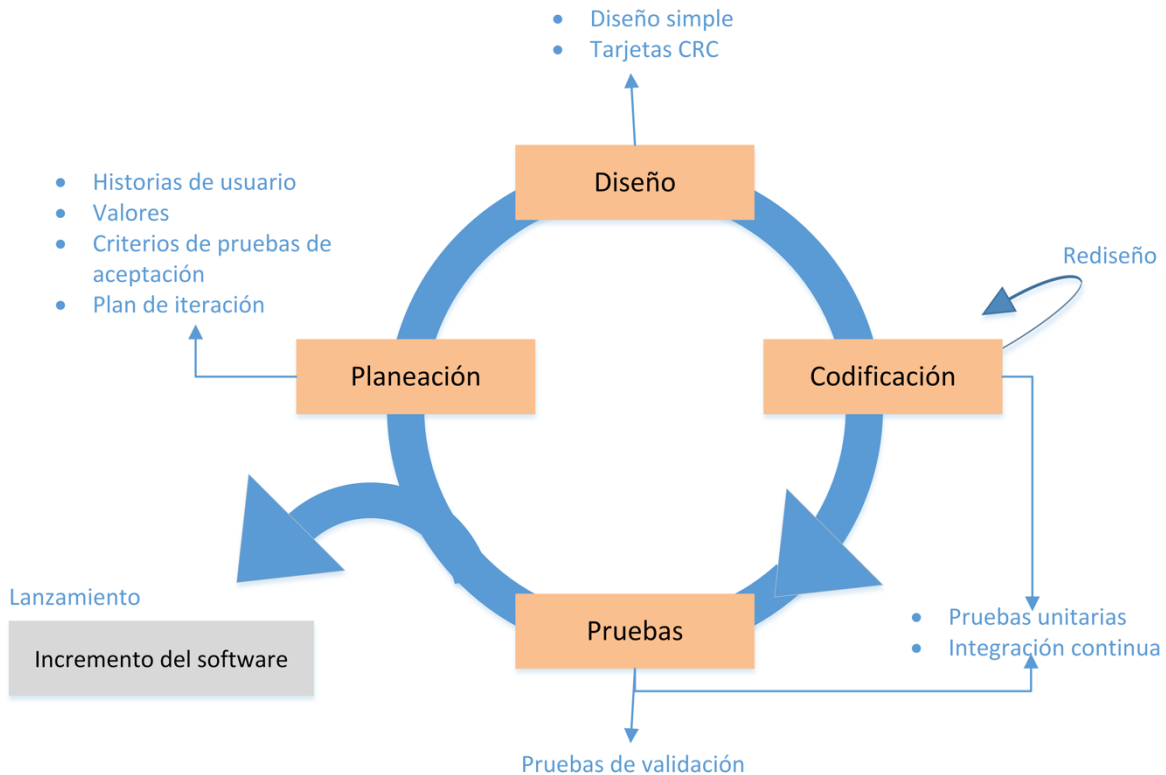 • Diseño simple
• Tarjetas CRC
Diseño
• Historias de usuario
• Valores
• Criterios de pruebas de
aceptación
• Plan de iteración
Rediseño
Planeación
Codificación
Lanzamiento
Incremento del software
Pruebas
• Pruebas unitarias
• Integración continua
Pruebas de validación